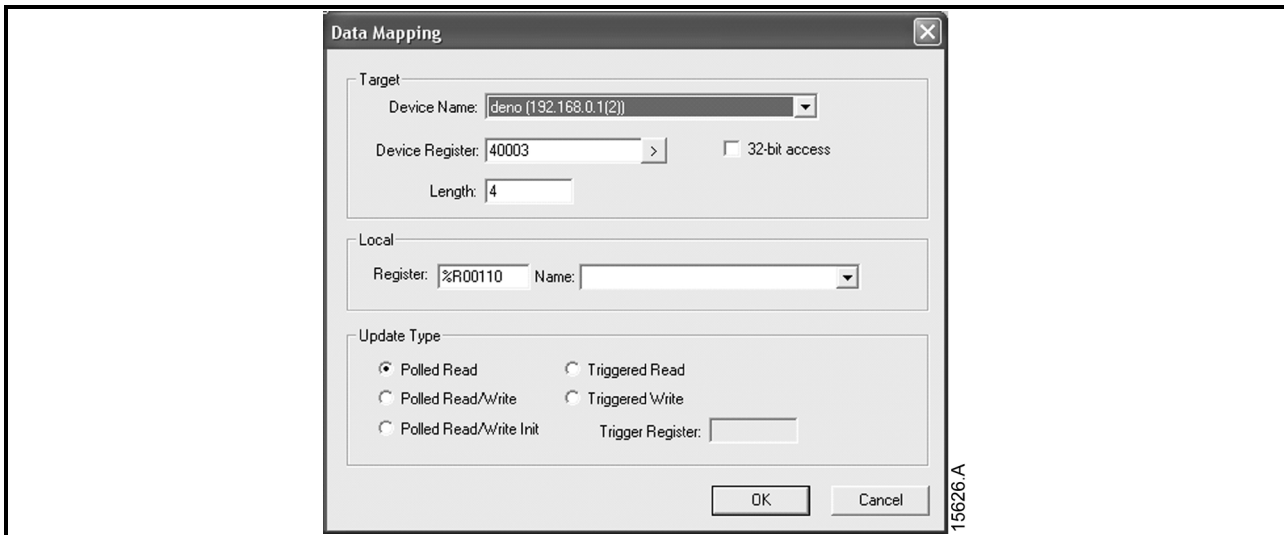 Data Mapping
Target
Device Name: deno (192.168.0.1(2))
Device Register: 40003 > 32-bit access
Length: 4
Local
Register: %R00110 Name:
Update Type
Polled Read Triggered Read
Polled Read/Write Triggered Write
Polled Read/Write Init Trigger Register:
OK Cancel
15626.A